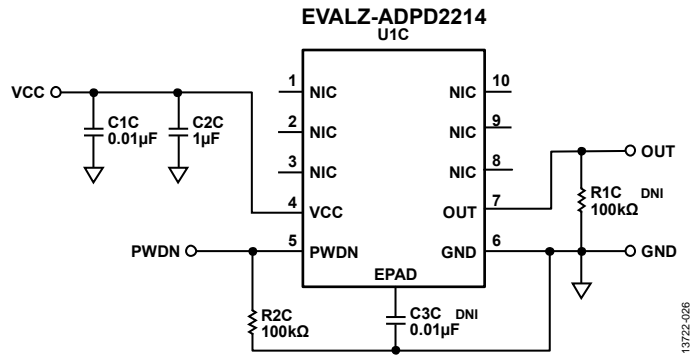 EVALZ-ADPD2214
U1C
VCC
C1C
0.01µF
C2C
1µF
1 NIC
2 NIC
3 NIC
4 VCC
5 PWDN
NIC 10
NIC 9
NIC 8
OUT 7
GND 6
EPAD
OUT
R1C DNI
100kΩ
GND
PWDN
R2C
100kΩ
C3C DNI
0.01µF
13722-026